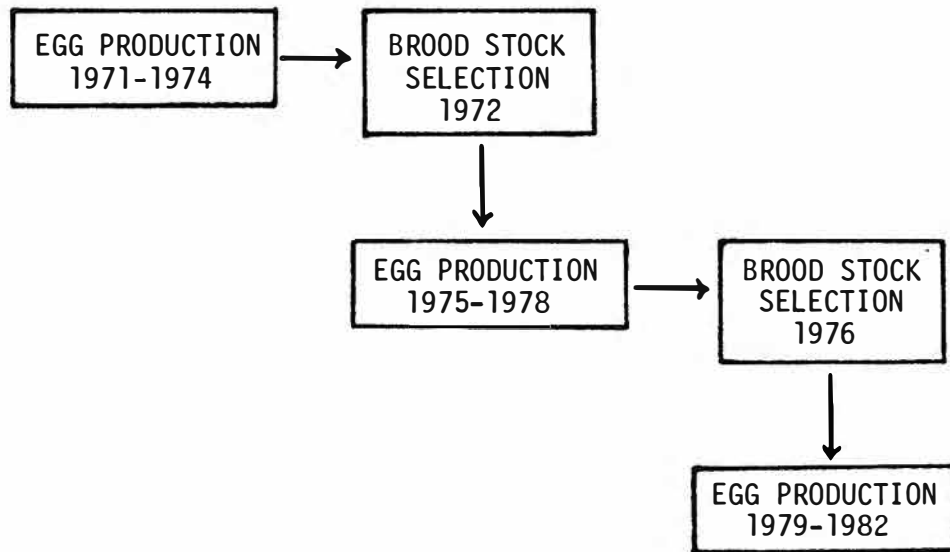 EGG PRODUCTION
1971-1974
BROOD STOCK
SELECTION
1972
EGG PRODUCTION
1975-1978
BROOD STOCK
SELECTION
1976
EGG PRODUCTION
1979-1982